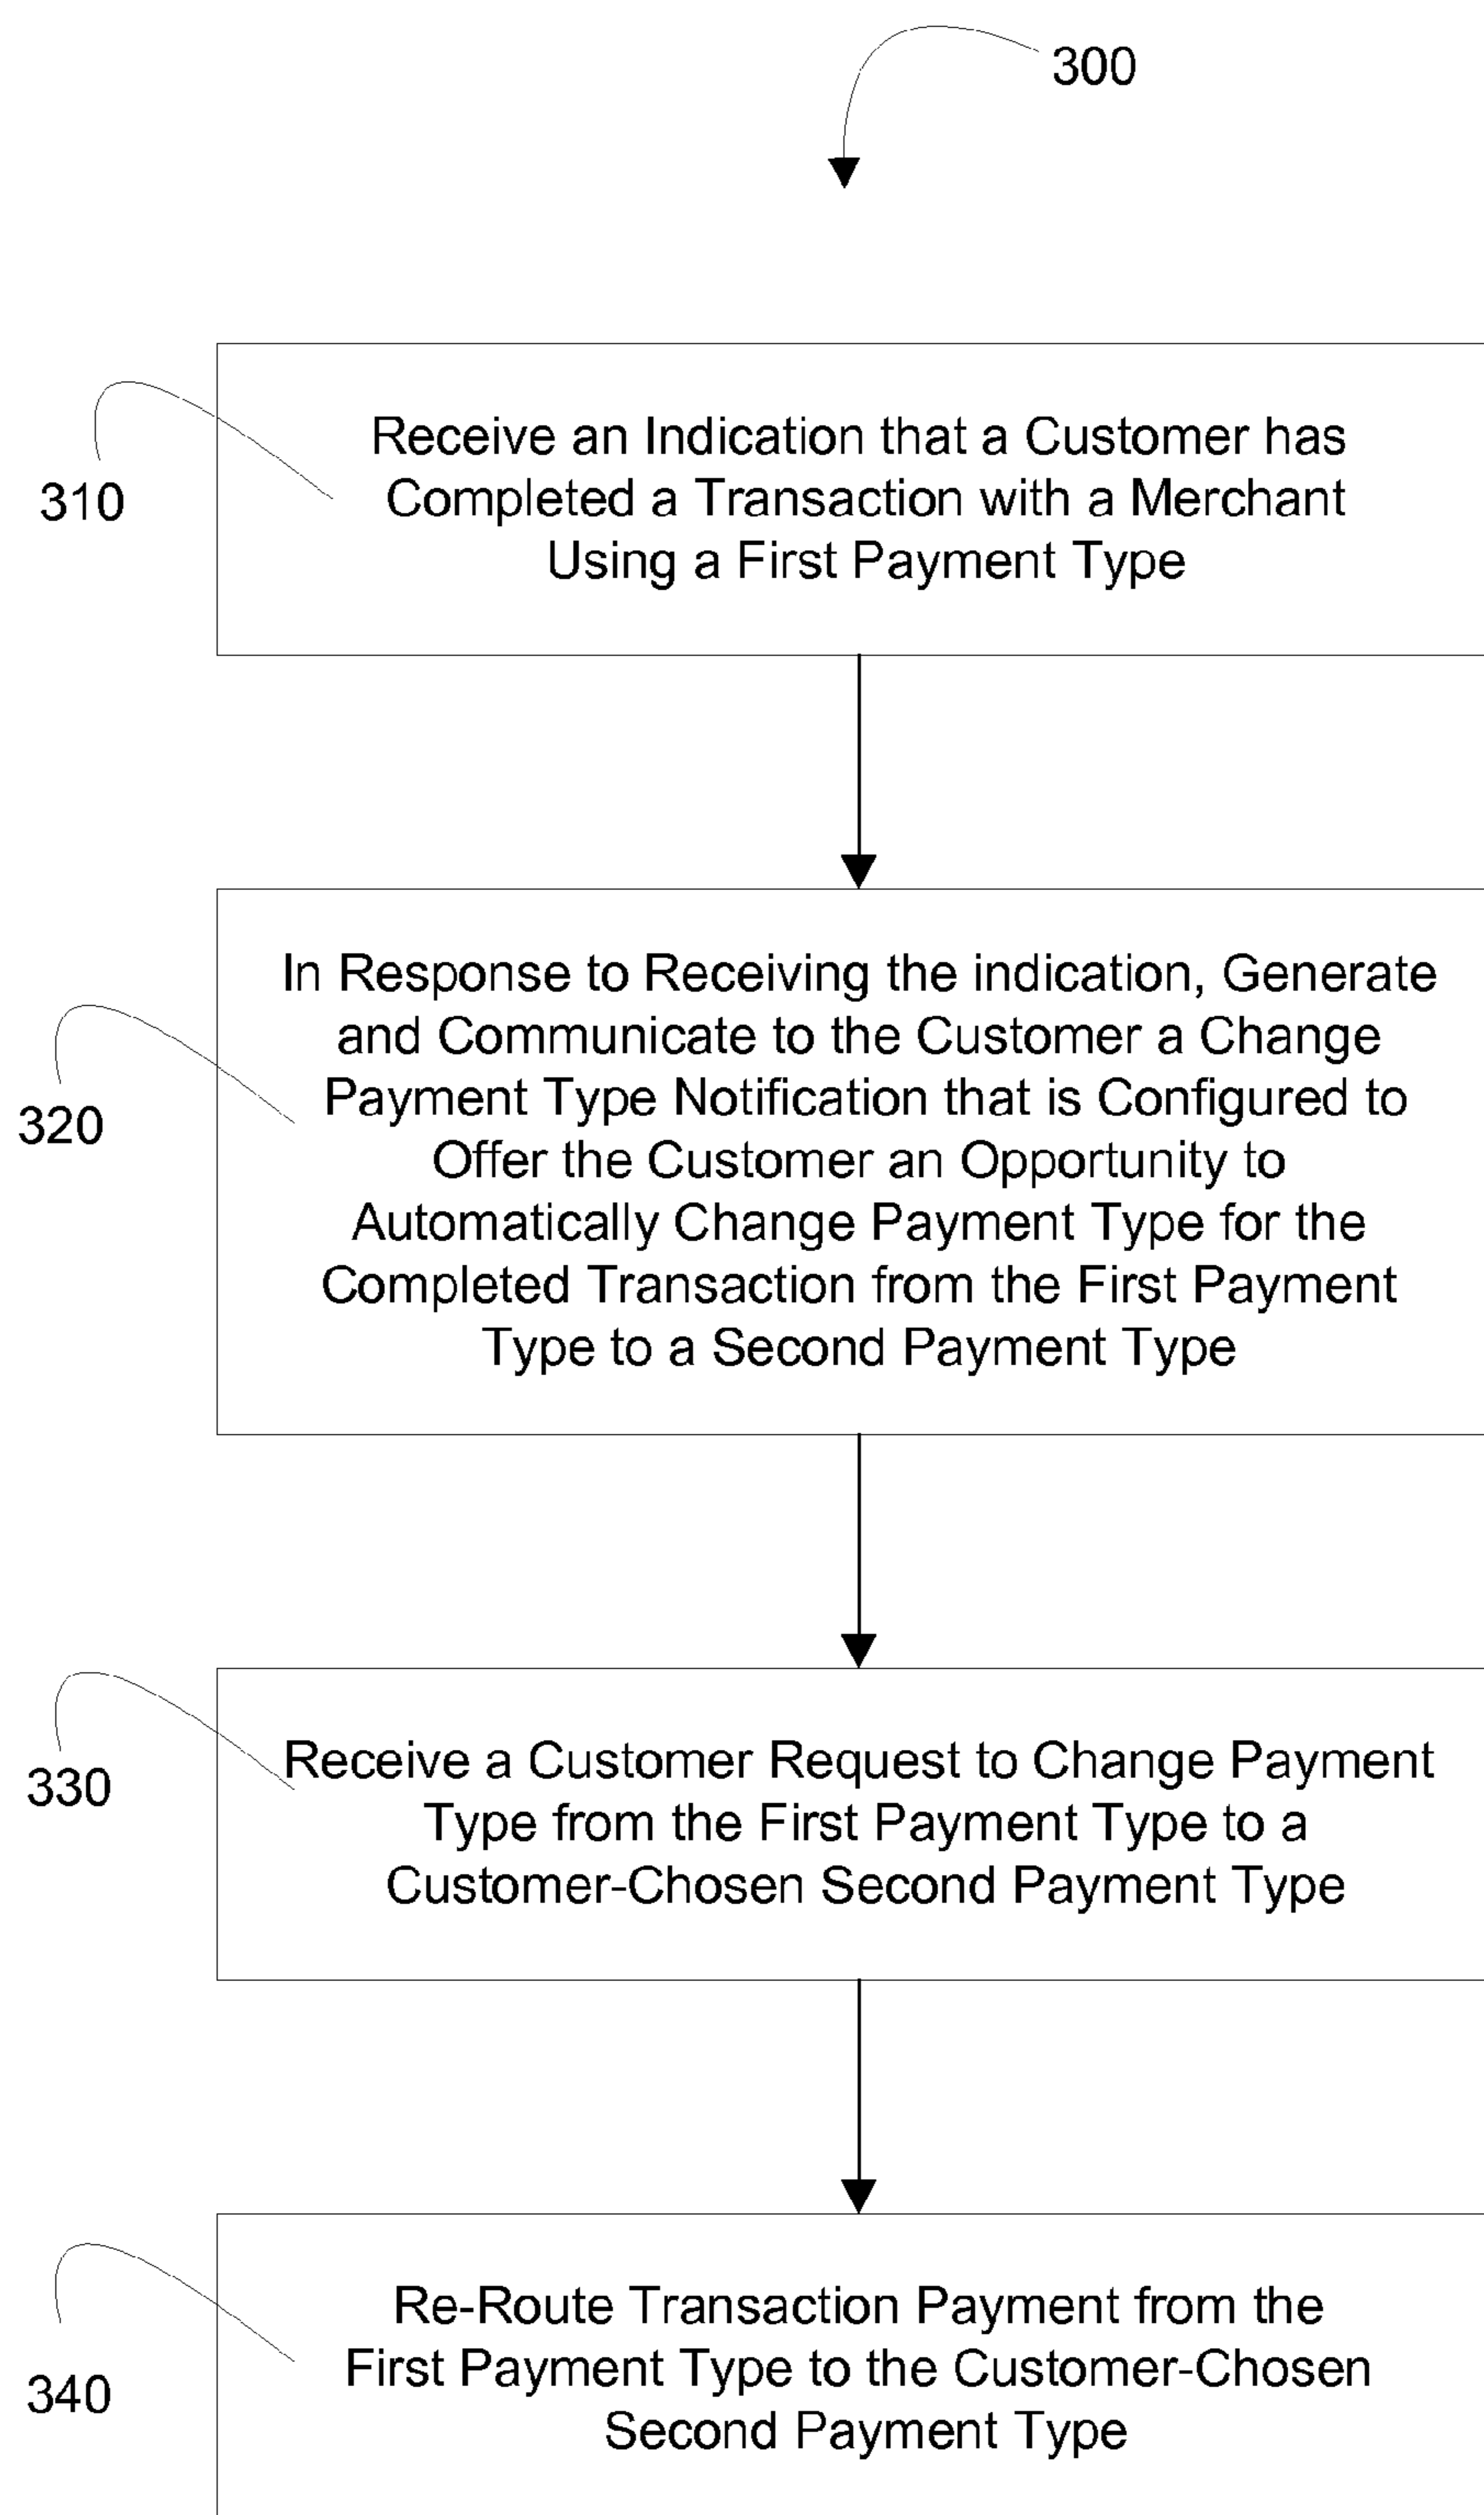 300
310
Receive an Indication that a Customer has
Completed a Transaction with a Merchant
Using a First Payment Type
320
In Response to Receiving the indication, Generate
and Communicate to the Customer a Change
Payment Type Notification that is Configured to
Offer the Customer an Opportunity to
Automatically Change Payment Type for the
Completed Transaction from the First Payment
Type to a Second Payment Type
330
Receive a Customer Request to Change Payment
Type from the First Payment Type to a
Customer-Chosen Second Payment Type
340
Re-Route Transaction Payment from the
First Payment Type to the Customer-Chosen
Second Payment Type